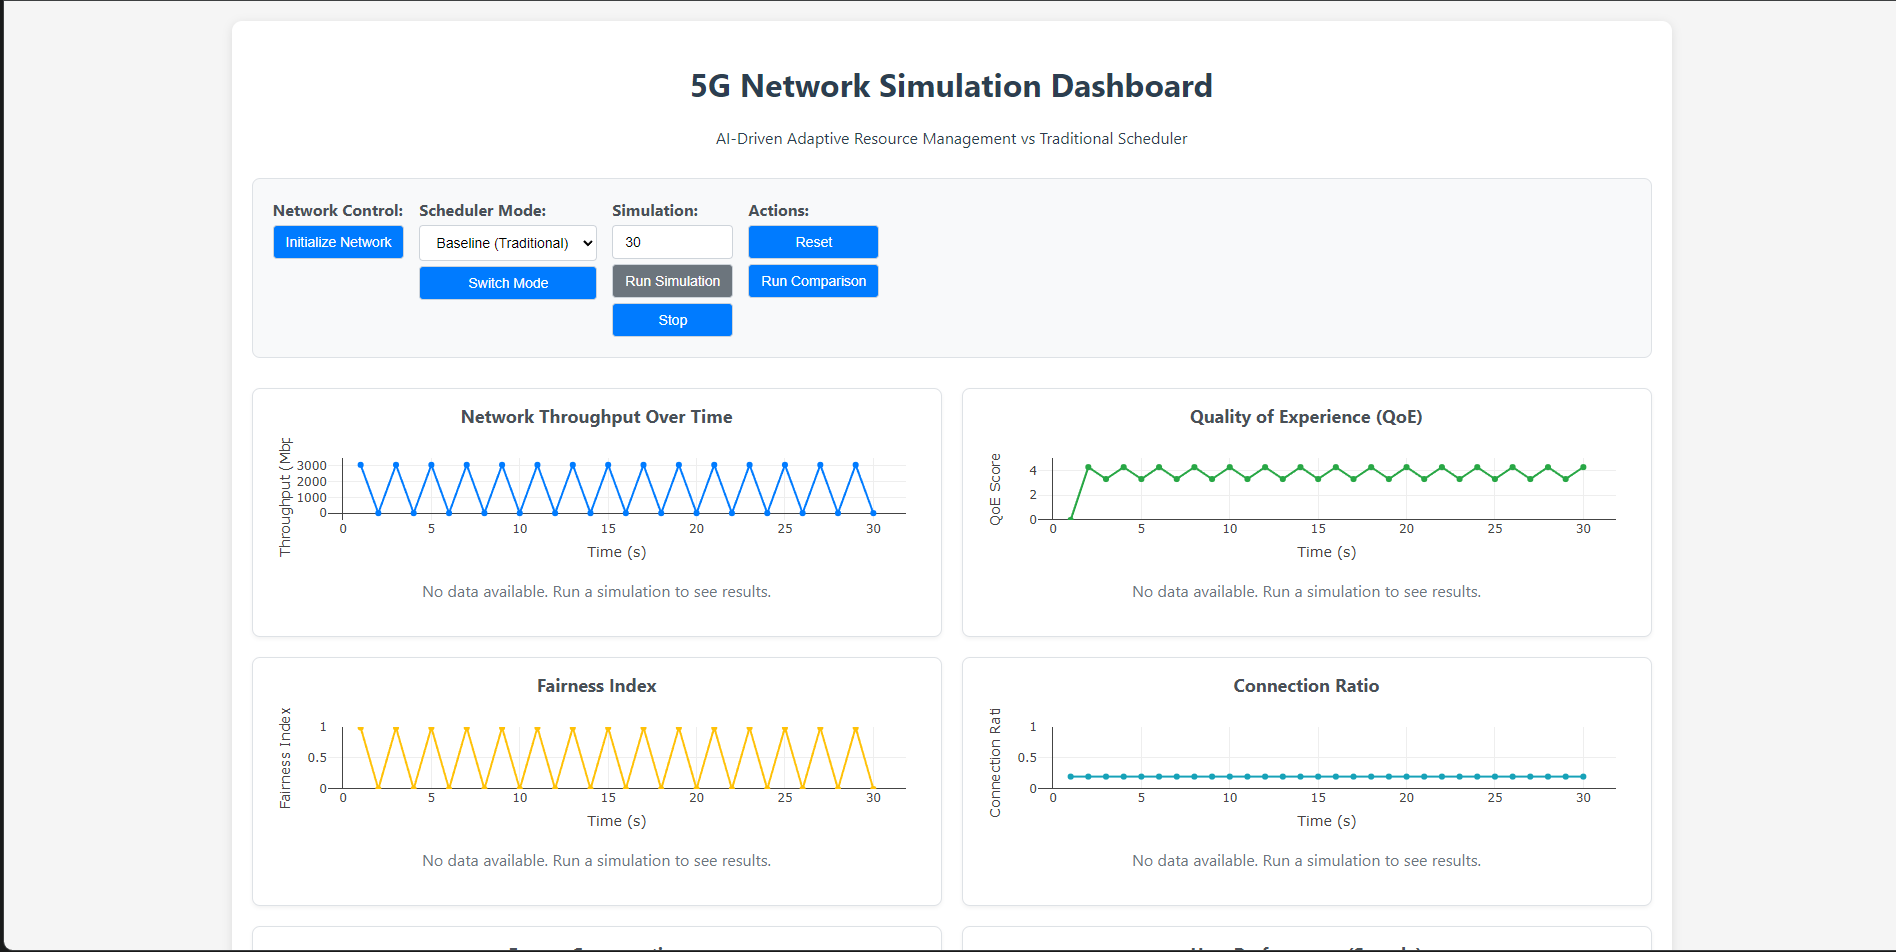 5G Network Simulation Dashboard
AI-Driven Adaptive Resource Management vs Traditional Scheduler
Network Control:
Initialize Network
Scheduler Mode:
Baseline (Traditional)
Switch Mode
Simulation:
30
Run Simulation
Stop
Actions:
Reset
Run Comparison
Network Throughput Over Time
Throughput (Mbp
3000
2000
1000
0
0 5 10 15 20 25 30
Time (s)
No data available. Run a simulation to see results.
Quality of Experience (QoE)
QoE Score
4
2
0
0 5 10 15 20 25 30
Time (s)
No data available. Run a simulation to see results.
Fairness Index
Fairness Index
1
0.5
0
0 5 10 15 20 25 30
Time (s)
No data available. Run a simulation to see results.
Connection Ratio
Connection Rati
1
0.5
0
0 5 10 15 20 25 30
Time (s)
No data available. Run a simulation to see results.